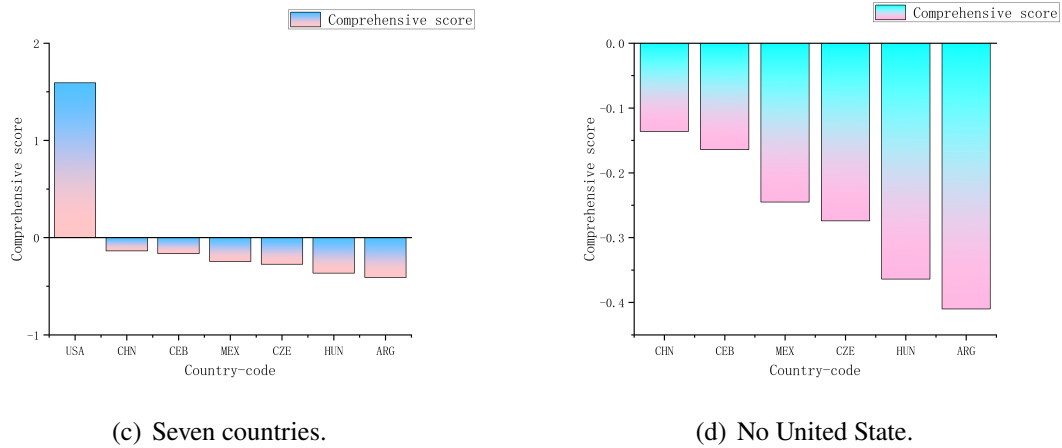 Comprehensive score
2
1
0
-1
Comprehensive score
USA CHN CEB MEX CZE HUN ARG
Country-code
(c) Seven countries.
Comprehensive score
0.0
-0.1
-0.2
-0.3
-0.4
Comprehensive score
CHN CEB MEX CZE HUN ARG
Country-code
(d) No United State.